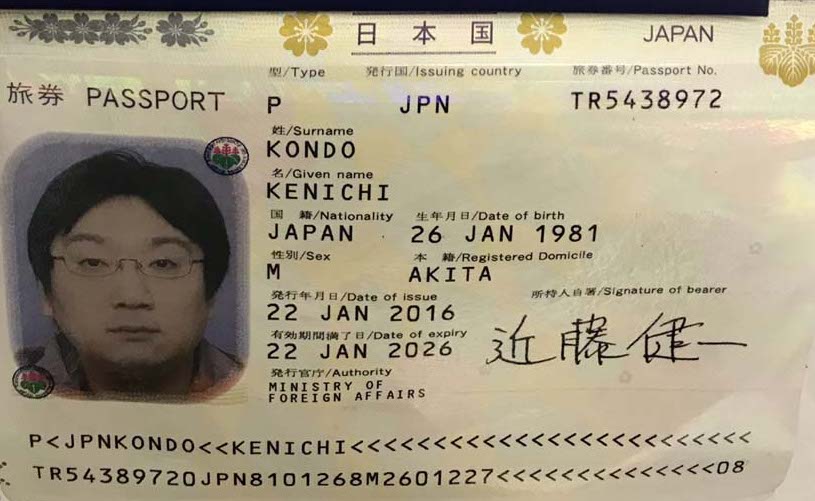 日本国 JAPAN
旅券 PASSPORT
型/Type 発行国/Issuing country 旅券番号/Passport No.
P JPN TR5438972
姓/Surname
KONDO
名/Given name
KENICHI
国 籍/Nationality 生年月日/Date of birth
JAPAN 26 JAN 1981
性別/Sex 本 籍/Registered Domicile
M AKITA
発行年月日/Date of issue 所持人自署/Signature of bearer
22 JAN 2016
有効期間満了日/Date of expiry
22 JAN 2026
近藤健一
発行官庁/Authority
MINISTRY OF
FOREIGN AFFAIRS
P<JPNKONDO<<KENICHI<<<<<<<<<<<<<<<<<<<<<<<<<
TR54389720JPN8101268M2601227<<<<<<<<<<<<<<08